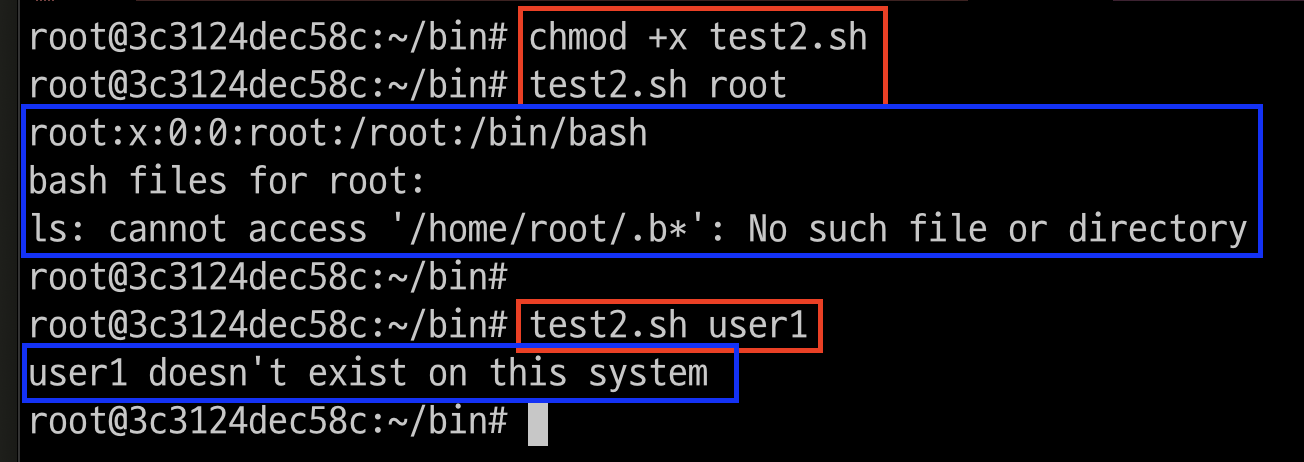 root@3c3124dec58c:~/bin# chmod +x test2.sh
root@3c3124dec58c:~/bin# test2.sh root
root:x:0:0:root:/root:/bin/bash
bash files for root:
ls: cannot access '/home/root/.b*': No such file or directory
root@3c3124dec58c:~/bin#
root@3c3124dec58c:~/bin# test2.sh user1
user1 doesn't exist on this system
root@3c3124dec58c:~/bin#